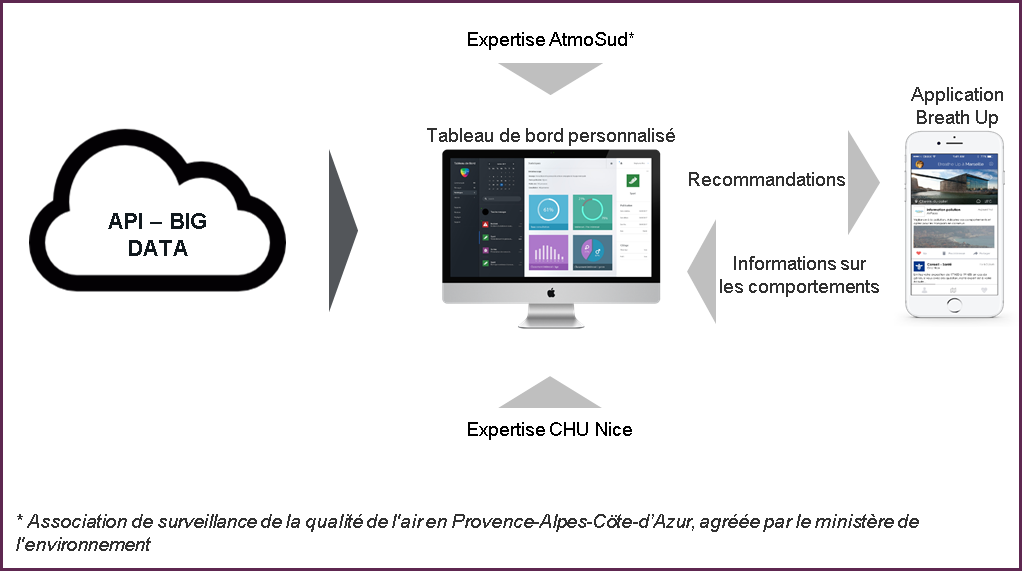 Expertise AtmoSud*
Application
Breath Up
Tableau de bord personnalisé
API – BIG
DATA
Recommandations
Informations sur
les comportements
Expertise CHU Nice
* Association de surveillance de la qualité de l'air en Provence-Alpes-Côte-d'Azur, agréée par le ministère de
l'environnement